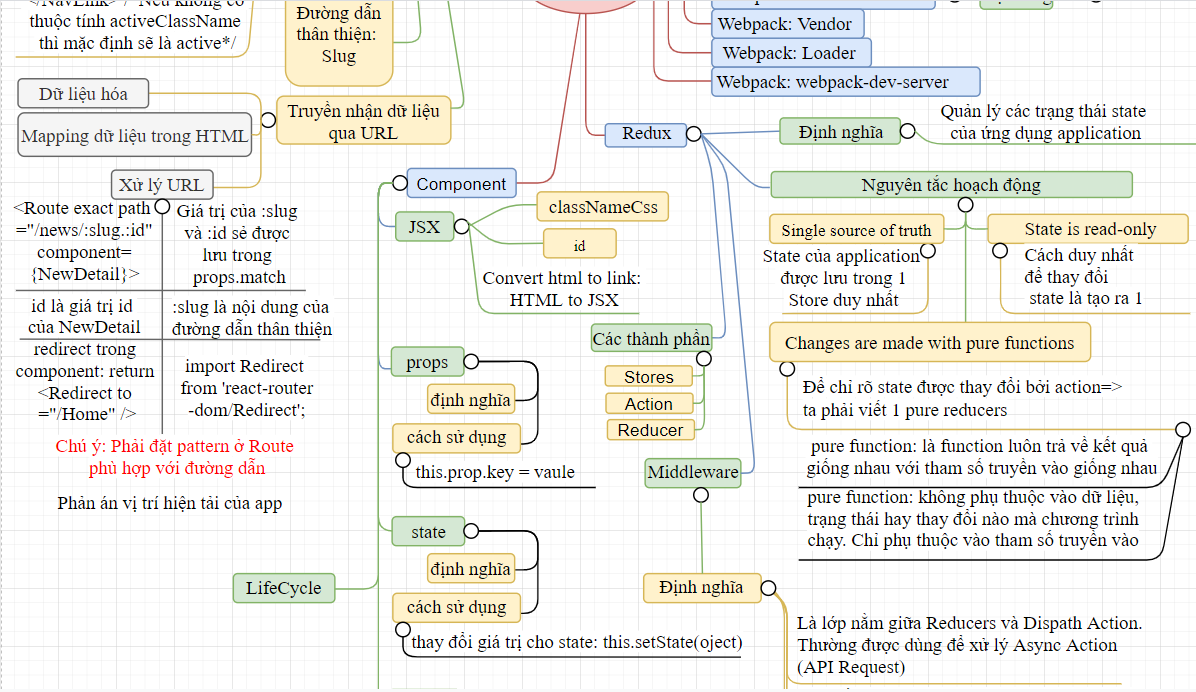 </NavLink> /*Nếu không có
thuộc tính activeClassName
thì mặc định sẽ là active*/
Đường dẫn
thân thiện:
Slug
Truyền nhận dữ liệu
qua URL
Dữ liệu hóa
Mapping dữ liệu trong HTML
Xử lý URL
<Route exact path
="/news/:slug.:id"
component=
{NewDetail}>
Giá trị của :slug
và :id sẻ được
lưu trong
props.match
id là giá trị id
của NewDetail
:slug là nội dung của
đường dẫn thân thiện
redirect trong
component: return
<Redirect to
="/Home" />
import Redirect
from 'react-router
-dom/Redirect';
Chú ý: Phải đặt pattern ở Route
phù hợp với đường dẫn
Phản án vị trí hiện tải của app
LifeCycle
Component
JSX
classNameCss
id
Convert html to link:
HTML to JSX
props
định nghĩa
cách sử dụng
this.prop.key = vaule
state
định nghĩa
cách sử dụng
thay đổi giá trị cho state: this.setState(oject)
Webpack: Vendor
Webpack: Loader
Webpack: webpack-dev-server
Redux
Định nghĩa
Quản lý các trạng thái state
của ứng dụng application
Nguyên tắc hoạch động
Single source of truth
State của application
được lưu trong 1
Store duy nhất
State is read-only
Cách duy nhất
để thay đổi
state là tạo ra 1
Changes are made with pure functions
Để chỉ rõ state được thay đổi bởi action=>
ta phải viết 1 pure reducers
pure function: là function luôn trả về kết quả
giống nhau với tham số truyền vào giống nhau
pure function: không phụ thuộc vào dữ liệu,
trạng thái hay thay đổi nào mà chương trình
chạy. Chỉ phụ thuộc vào tham số truyền vào
Các thành phần
Stores
Action
Reducer
Middleware
Định nghĩa
Là lớp nằm giữa Reducers và Dispath Action.
Thường được dùng để xử lý Async Action
(API Request)